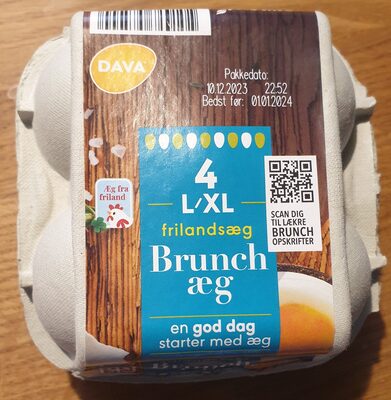 DAVA
Pakkedato:
10.12.2023 22:52
Bedst før: 01.01.2024
4
L/XL
frilandsæg
Brunch
æg
en god dag
starter med æg
Æg fra
friland
SCAN DIG
TIL LÆKRE
BRUNCH
OPSKRIFTER